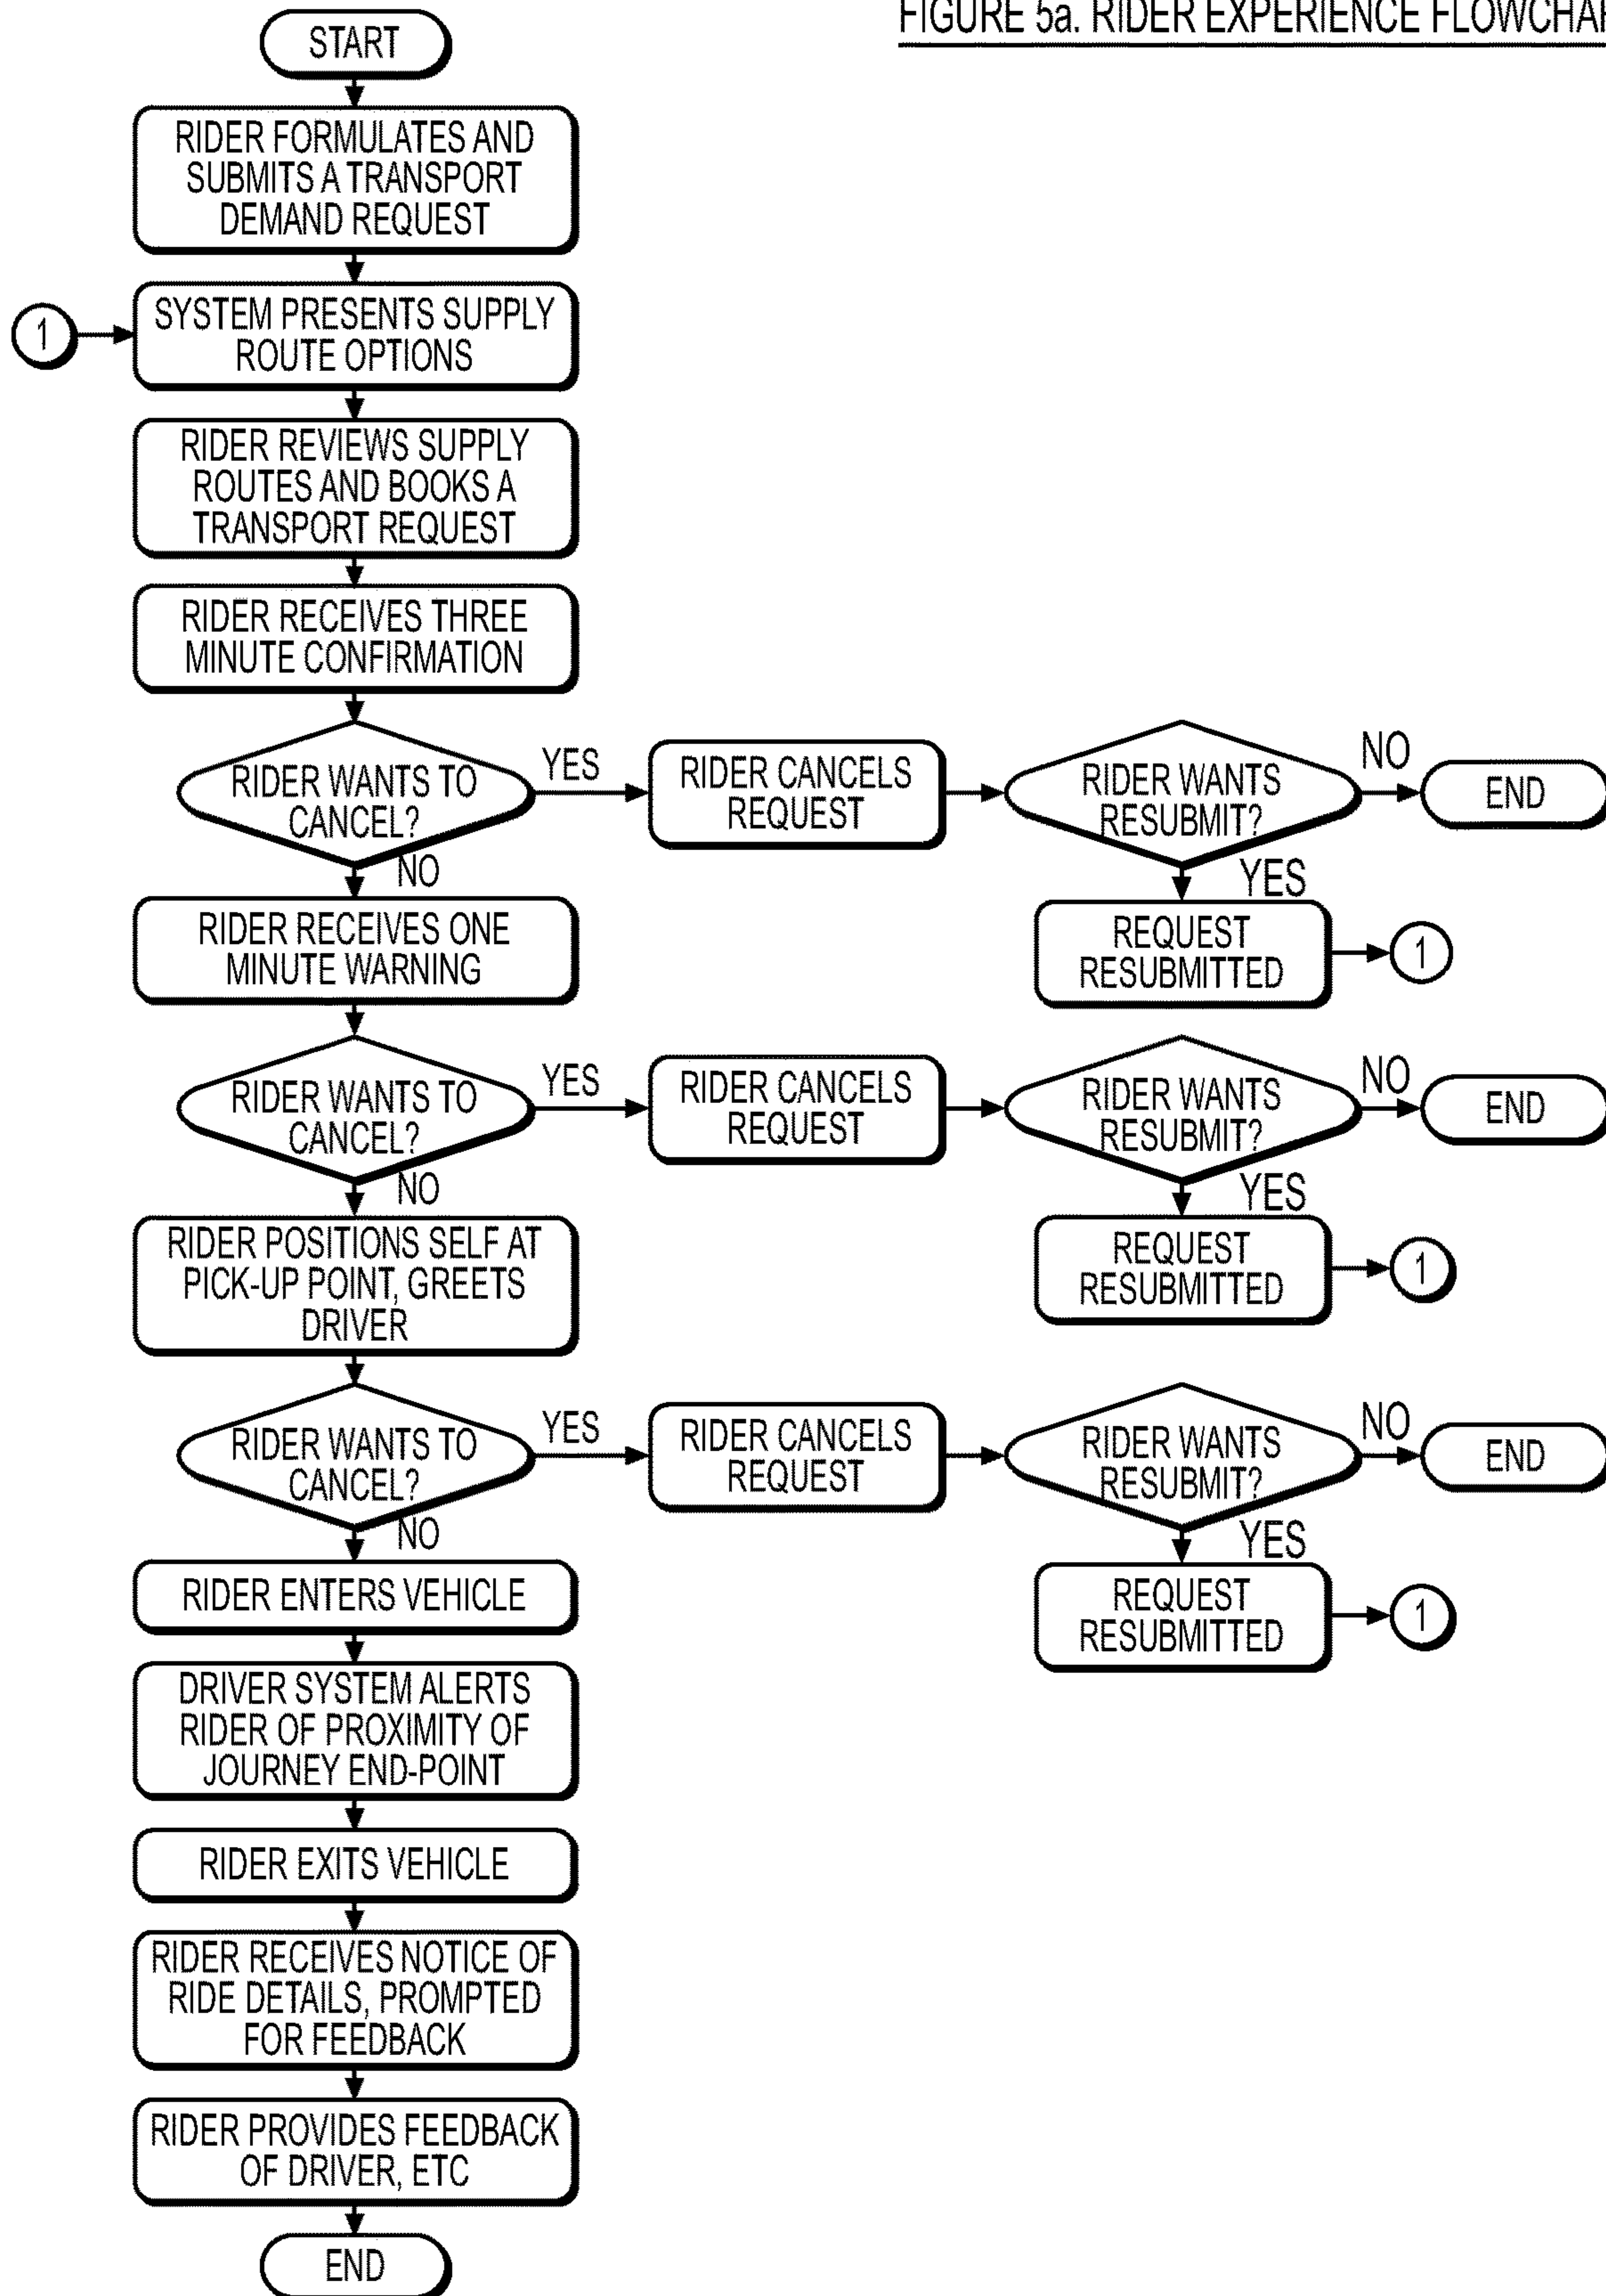 FIGURE 5a. RIDER EXPERIENCE
START
RIDER FORMULATES AND
SUBMITS A TRANSPORT
DEMAND REQUEST
1
SYSTEM PRESENTS SUPPLY
ROUTE OPTIONS
RIDER REVIEWS SUPPLY
ROUTES AND BOOKS A
TRANSPORT REQUEST
RIDER RECEIVES THREE
MINUTE CONFIRMATION
RIDER WANTS TO
CANCEL?
YES
RIDER CANCELS
REQUEST
RIDER WANTS
RESUBMIT?
NO
END
NO
YES
RIDER RECEIVES ONE
MINUTE WARNING
REQUEST
RESUBMITTED
1
RIDER WANTS TO
CANCEL?
YES
RIDER CANCELS
REQUEST
RIDER WANTS
RESUBMIT?
NO
END
NO
YES
RIDER POSITIONS SELF AT
PICK-UP POINT, GREETS
DRIVER
REQUEST
RESUBMITTED
1
RIDER WANTS TO
CANCEL?
YES
RIDER CANCELS
REQUEST
RIDER WANTS
RESUBMIT?
NO
END
NO
YES
RIDER ENTERS VEHICLE
REQUEST
RESUBMITTED
1
DRIVER SYSTEM ALERTS
RIDER OF PROXIMITY OF
JOURNEY END-POINT
RIDER EXITS VEHICLE
RIDER RECEIVES NOTICE OF
RIDE DETAILS, PROMPTED
FOR FEEDBACK
RIDER PROVIDES FEEDBACK
OF DRIVER, ETC
END